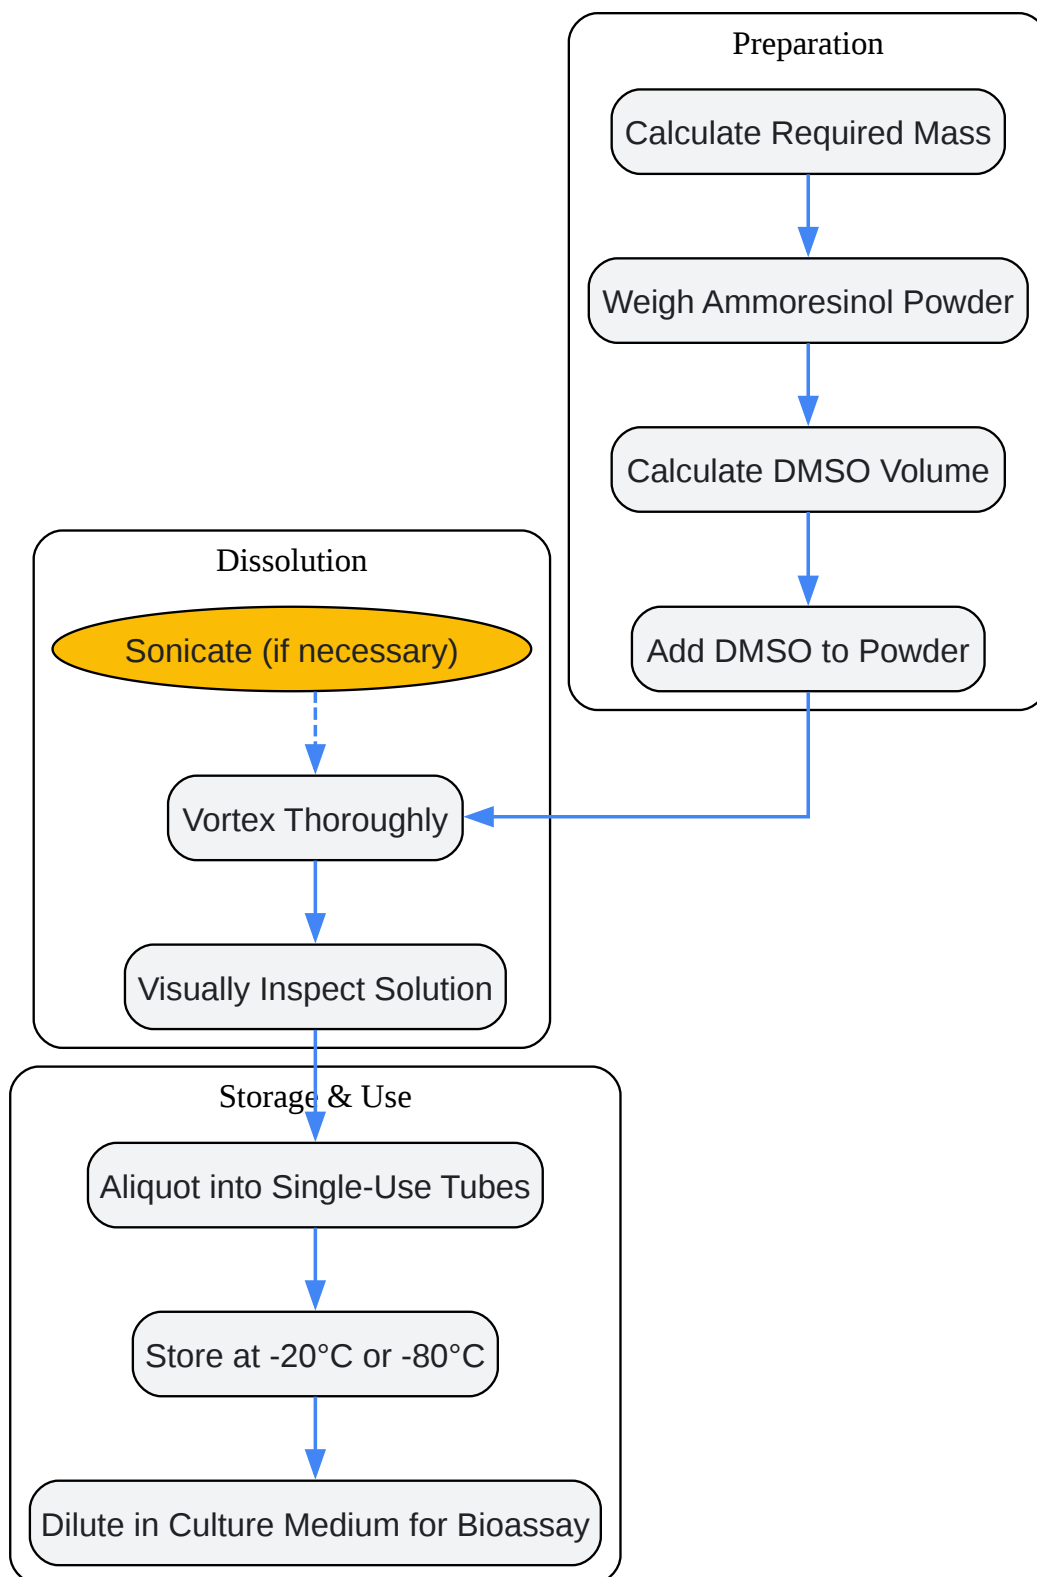 Preparation
Calculate Required Mass
Weigh Ammoresinol Powder
Calculate DMSO Volume
Add DMSO to Powder
Dissolution
Sonicate (if necessary)
Vortex Thoroughly
Visually Inspect Solution
Storage & Use
Aliquot into Single-Use Tubes
Store at -20°C or -80°C
Dilute in Culture Medium for Bioassay